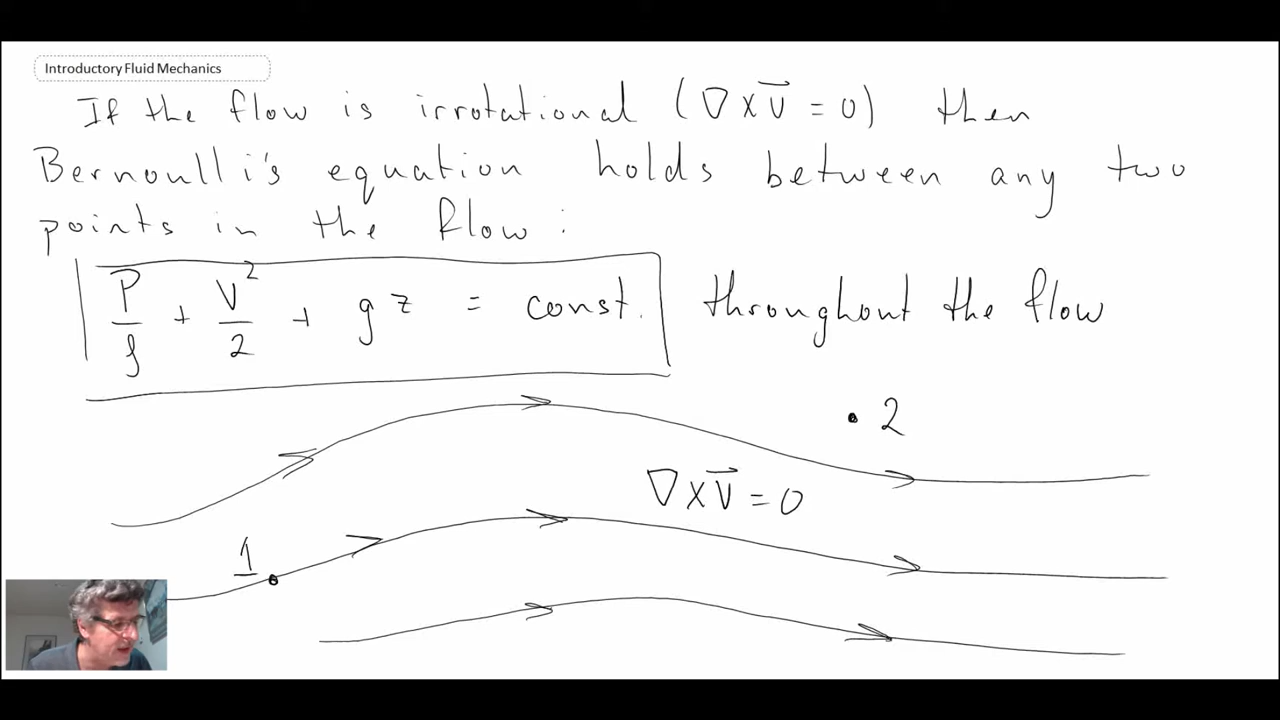 Introductory Fluid Mechanics
If the flow is irrotational (∇×V⃗ = 0) then
Bernoulli's equation holds between any two
points in the flow:
P/ρ + V²/2 + gz = const. throughout the flow
2
∇×V⃗ = 0
1